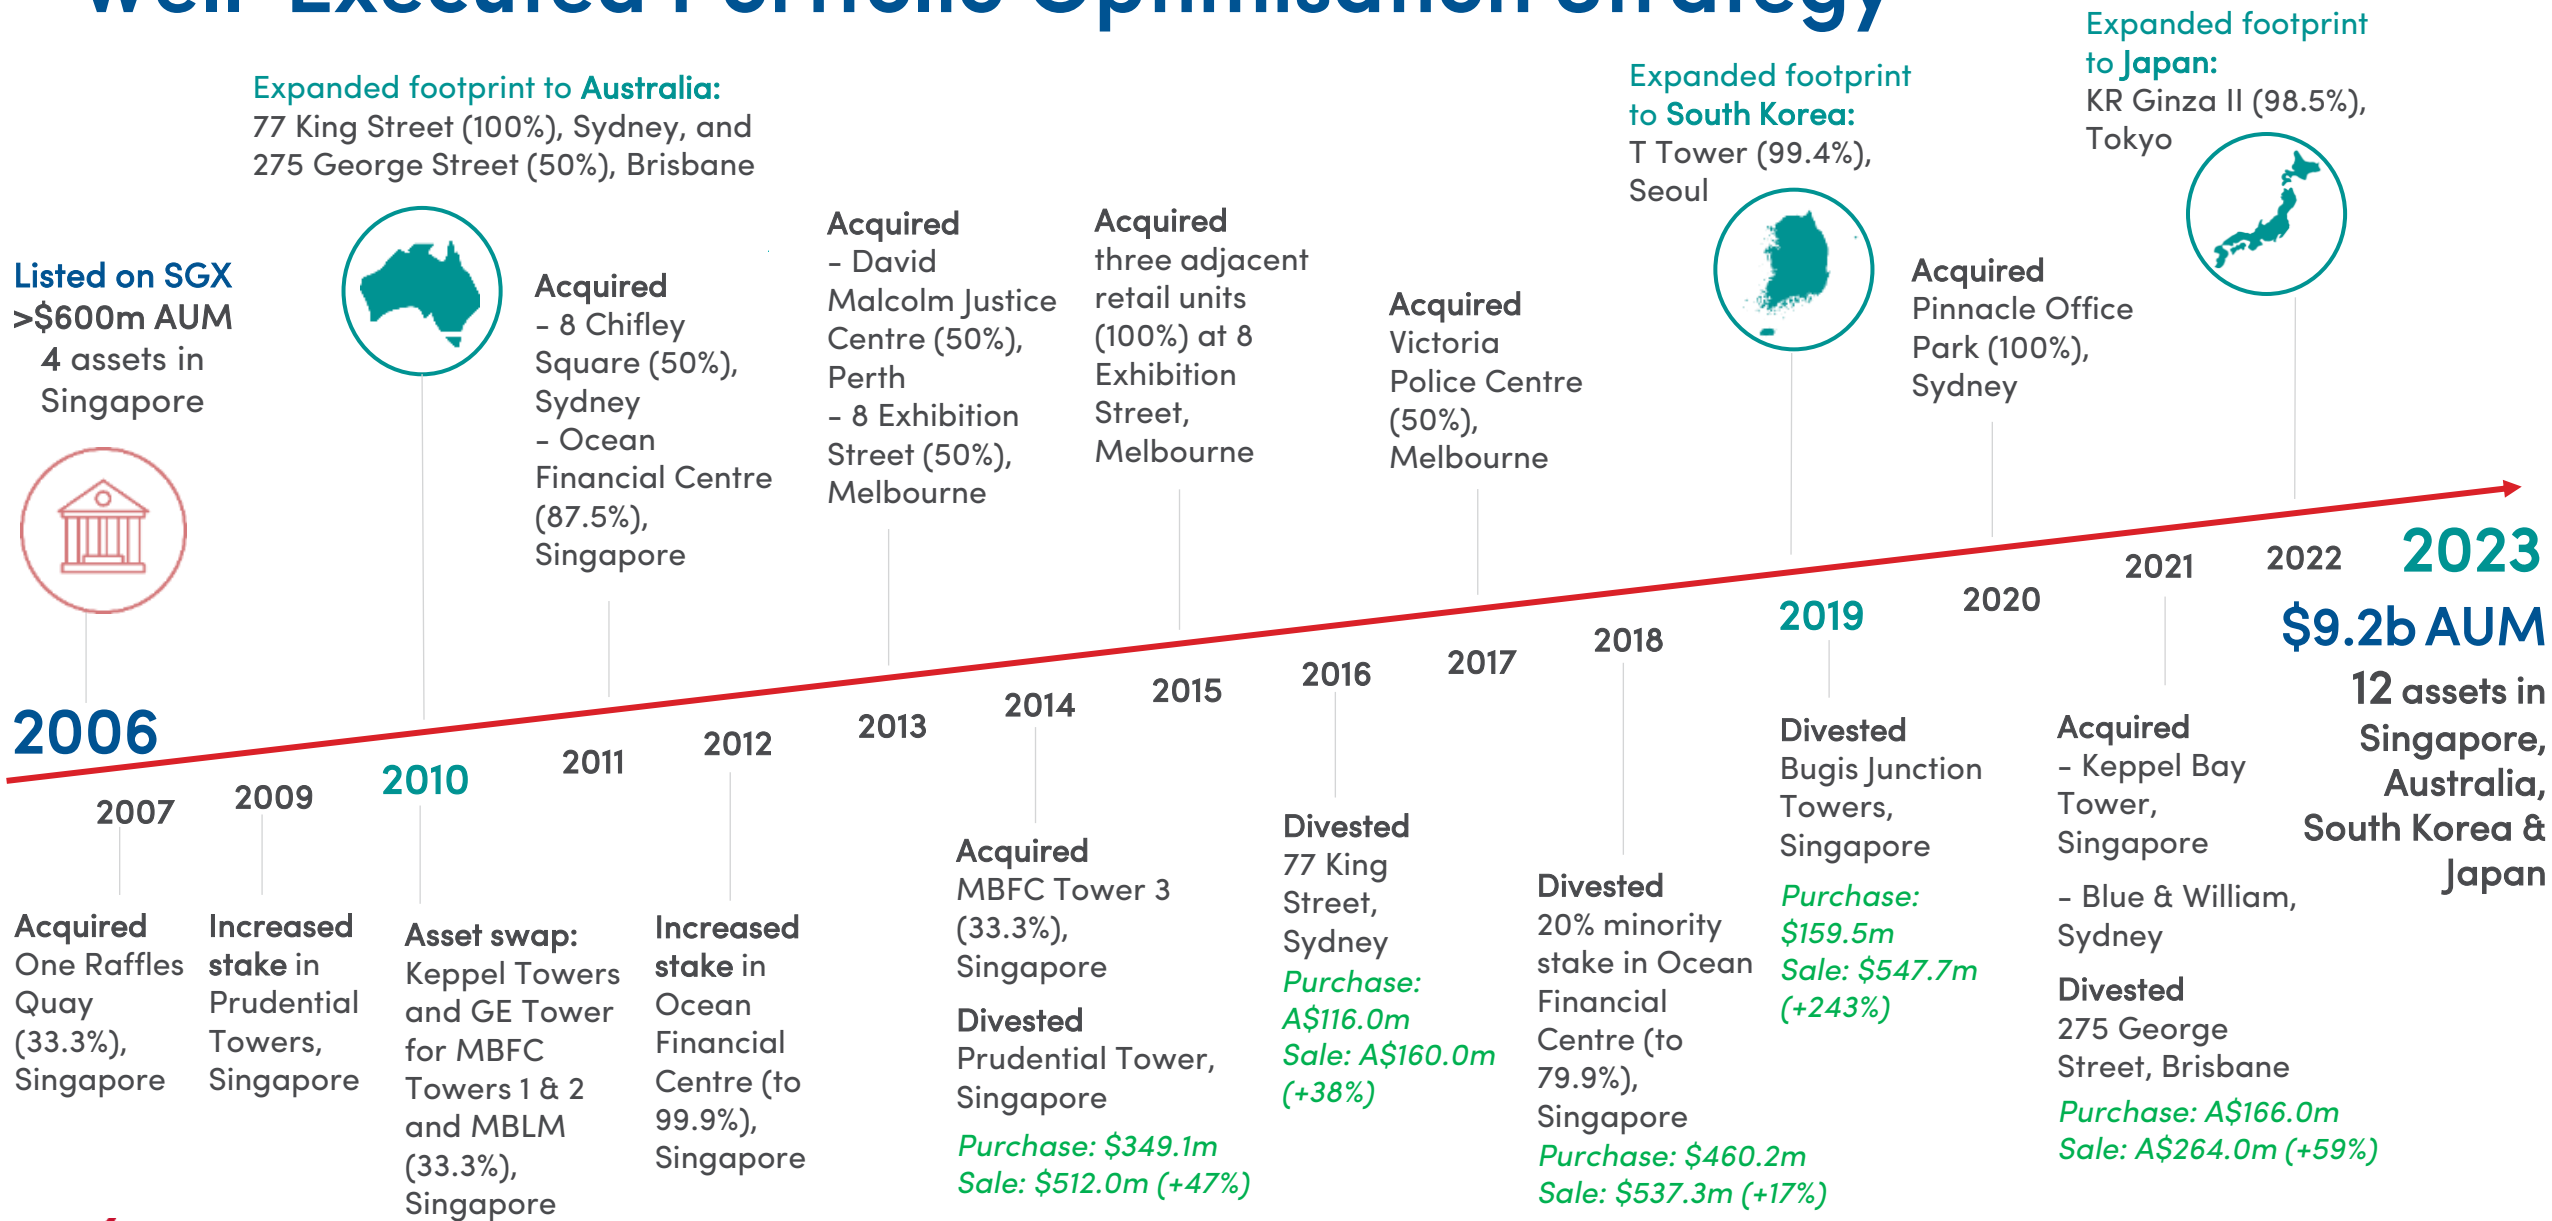 Well-Executed Portfolio Optimisation Strategy
Listed on SGX
>$600m AUM
4 assets in
Singapore
2006
Expanded footprint to Australia:
77 King Street (100%), Sydney, and
275 George Street (50%), Brisbane
Acquired
- 8 Chifley
Square (50%),
Sydney
- Ocean
Financial Centre
(87.5%),
Singapore
Acquired
- David
Malcolm Justice
Centre (50%),
Perth
- 8 Exhibition
Street (50%),
Melbourne
Acquired
three adjacent
retail units
(100%) at 8
Exhibition
Street,
Melbourne
Acquired
Victoria
Police Centre
(50%),
Melbourne
Expanded footprint
to South Korea:
T Tower (99.4%),
Seoul
Acquired
Pinnacle Office
Park (100%),
Sydney
Expanded footprint
to Japan:
KR Ginza II (98.5%),
Tokyo
2007
2009
2010
2011
2012
2013
2014
2015
2016
2017
2018
2019
2020
2021
2022
2023
$9.2b AUM
12 assets in
Singapore,
Australia,
South Korea &
Japan
Acquired
One Raffles
Quay
(33.3%),
Singapore
Increased
stake in
Prudential
Towers,
Singapore
Asset swap:
Keppel Towers
and GE Tower
for MBFC
Towers 1 & 2
and MBLM
(33.3%),
Singapore
Increased
stake in
Ocean
Financial
Centre (to
99.9%),
Singapore
Acquired
MBFC Tower 3
(33.3%),
Singapore
Divested
Prudential Tower,
Singapore
Purchase: $349.1m
Sale: $512.0m (+47%)
Divested
77 King
Street,
Sydney
Purchase:
A$116.0m
Sale: A$160.0m
(+38%)
Divested
20% minority
stake in Ocean
Financial
Centre (to
79.9%),
Singapore
Purchase: $460.2m
Sale: $537.3m (+17%)
Divested
Bugis Junction
Towers,
Singapore
Purchase:
$159.5m
Sale: $547.7m
(+243%)
Acquired
- Keppel Bay
Tower,
Singapore
- Blue & William,
Sydney
Divested
275 George
Street, Brisbane
Purchase: A$166.0m
Sale: A$264.0m (+59%)